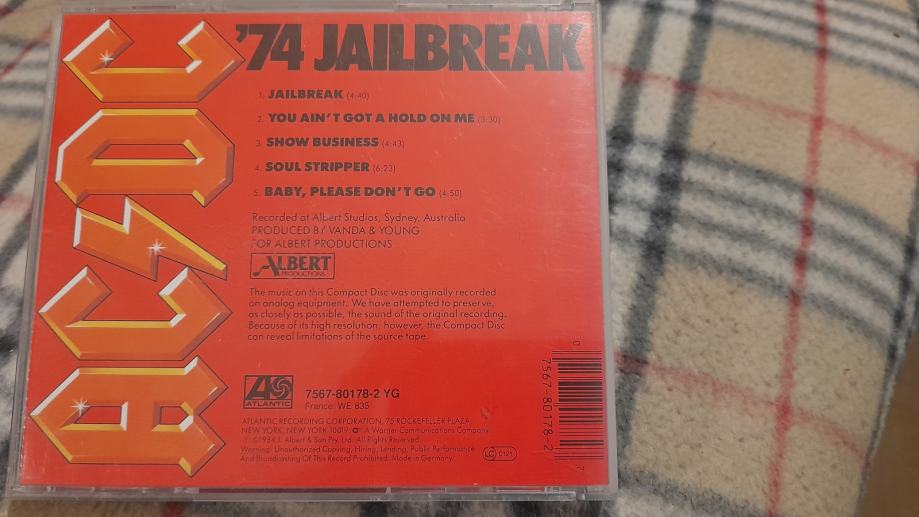 AC/DC
'74 JAILBREAK
1. JAILBREAK (4:40)
2. YOU AIN'T GOT A HOLD ON ME (3:30)
3. SHOW BUSINESS (4:43)
4. SOUL STRIPPER (6:23)
5. BABY, PLEASE DON'T GO (4:50)
Recorded at Albert Studios, Sydney, Australia
PRODUCED BY VANDA & YOUNG
FOR ALBERT PRODUCTIONS
ALBERT
PRODUCTIONS
The music on this Compact Disc was originally recorded
on analog equipment. We have attempted to preserve,
as closely as possible, the sound of the original recording.
Because of its high resolution, however, the Compact Disc
can reveal limitations of the source tape.
ATLANTIC
7567-80178-2 YG
France: WE 835
ATLANTIC RECORDING CORPORATION, 75 ROCKEFELLER PLAZA,
NEW YORK, NEW YORK 10019. A Warner Communications Company
℗ ©1984 J. Albert & Son Pty. Ltd. All Rights Reserved.
Warning: Unauthorized Copying, Hiring, Lending, Public Performance
And Broadcasting Of This Record Prohibited. Made in Germany.
LC 0121
0 7567-80178-2 7